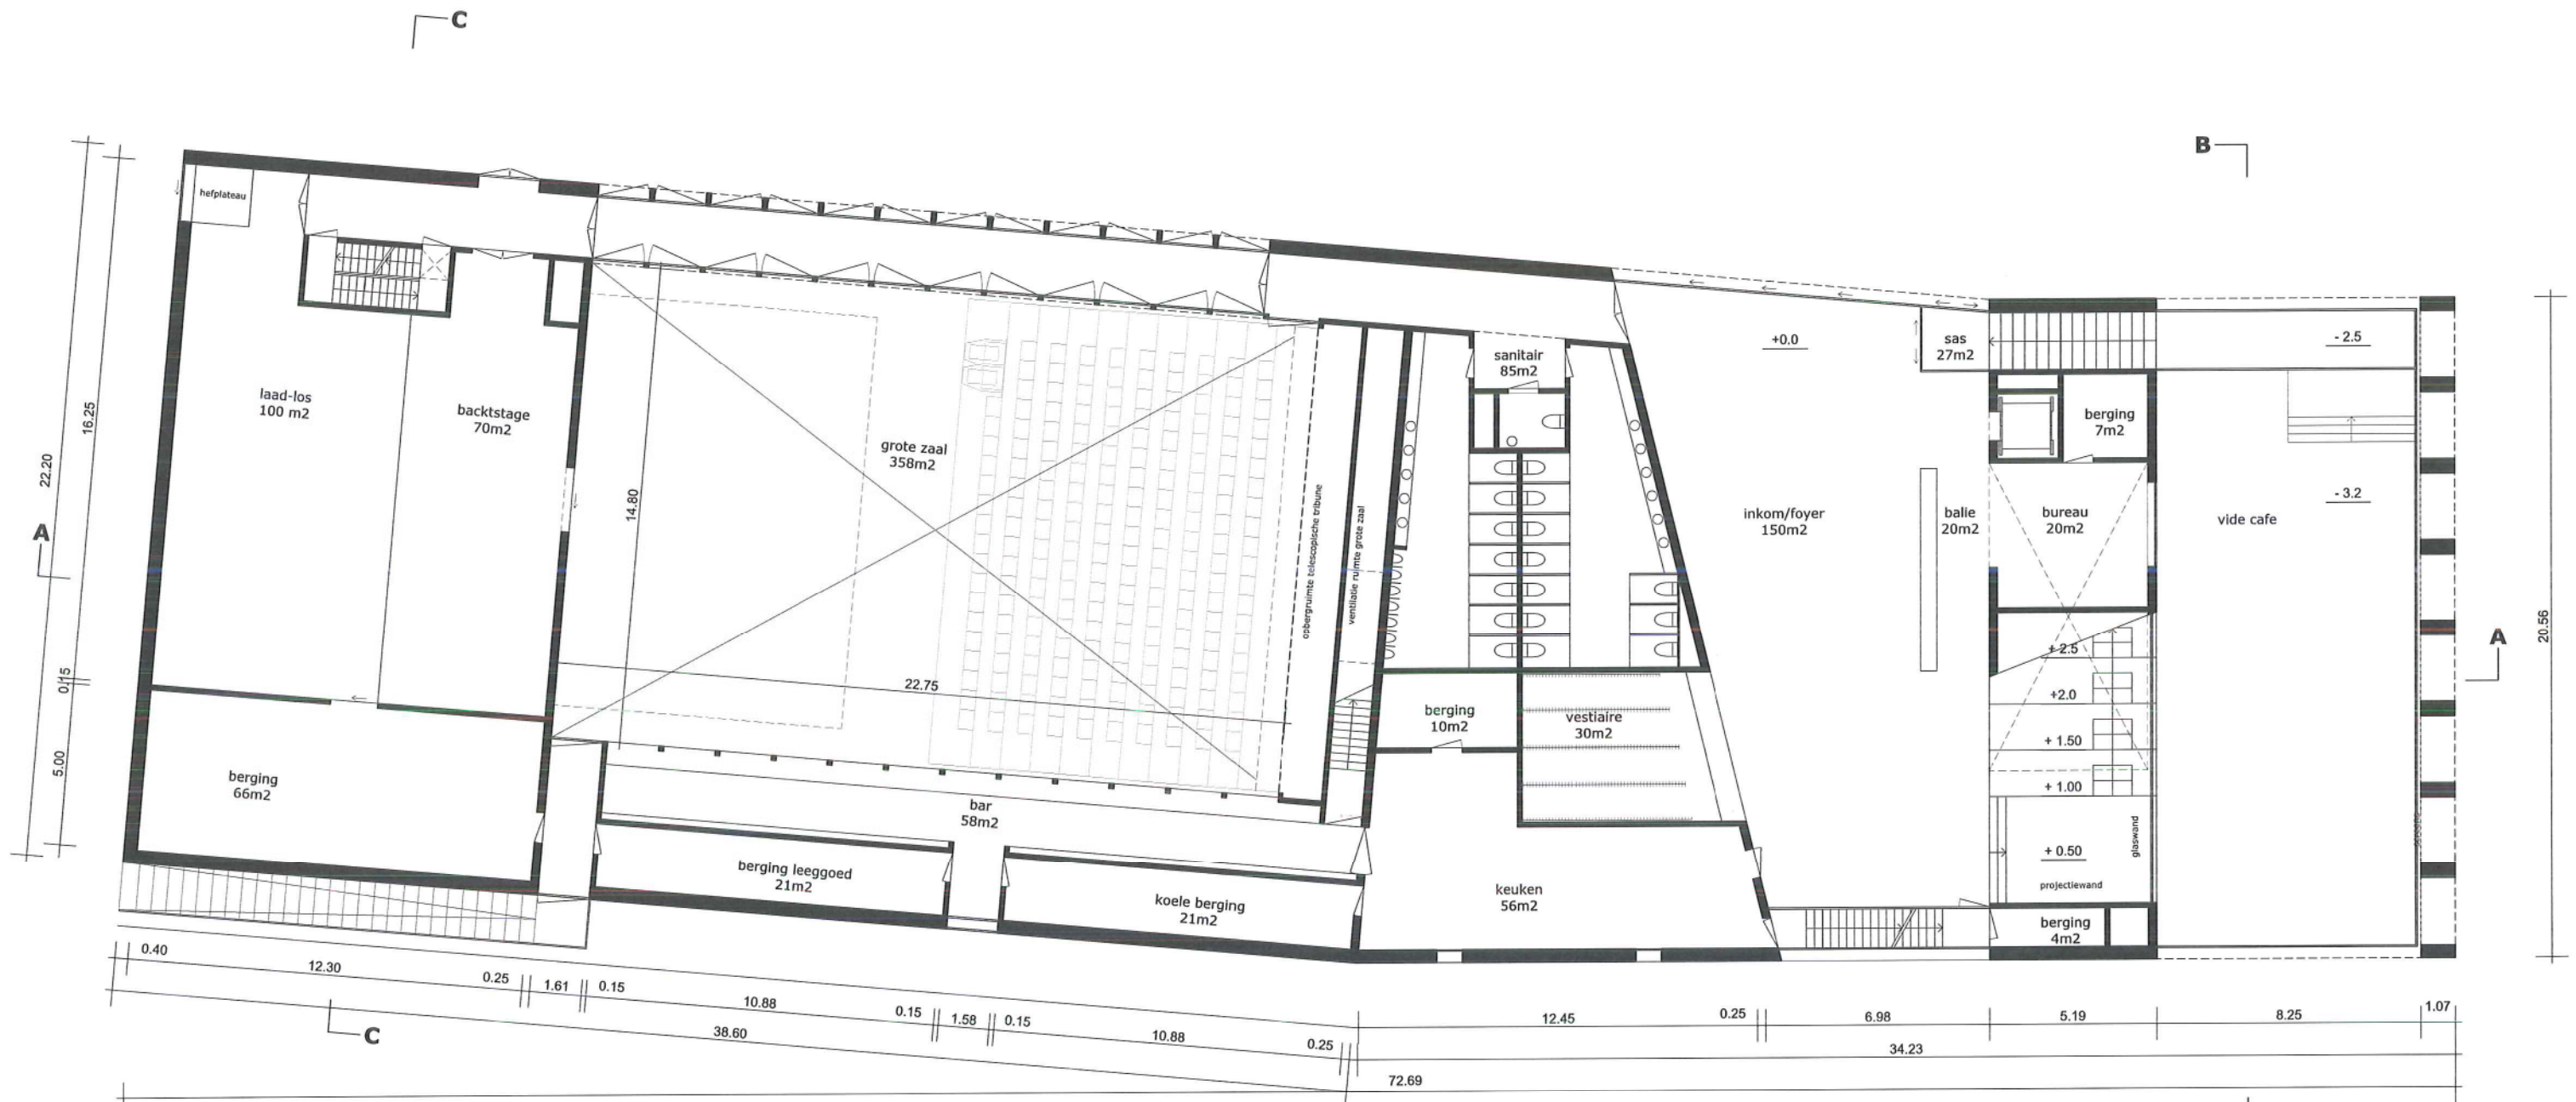 C
B
hefplateau
laad-los
100 m2
backtstage
70m2
grote zaal
358m2
sanitair
85m2
+0.0
sas
27m2
- 2.5
berging
7m2
- 3.2
inkom/foyer
150m2
balie
20m2
bureau
20m2
vide cafe
opbergruimte telescopische tribune
ventilatie ruimte grote zaal
14.80
22.75
16.25
22.20
0.15
5.00
A
A
20.56
+ 2.5
+2.0
+ 1.50
+ 1.00
+ 0.50
glaswand
projectiewand
berging
4m2
berging
10m2
vestiaire
30m2
berging
66m2
bar
58m2
berging leeggoed
21m2
koele berging
21m2
keuken
56m2
0.40
12.30
0.25
1.61
0.15
10.88
0.15
1.58
0.15
10.88
0.25
12.45
0.25
6.98
5.19
8.25
1.07
38.60
34.23
72.69
C